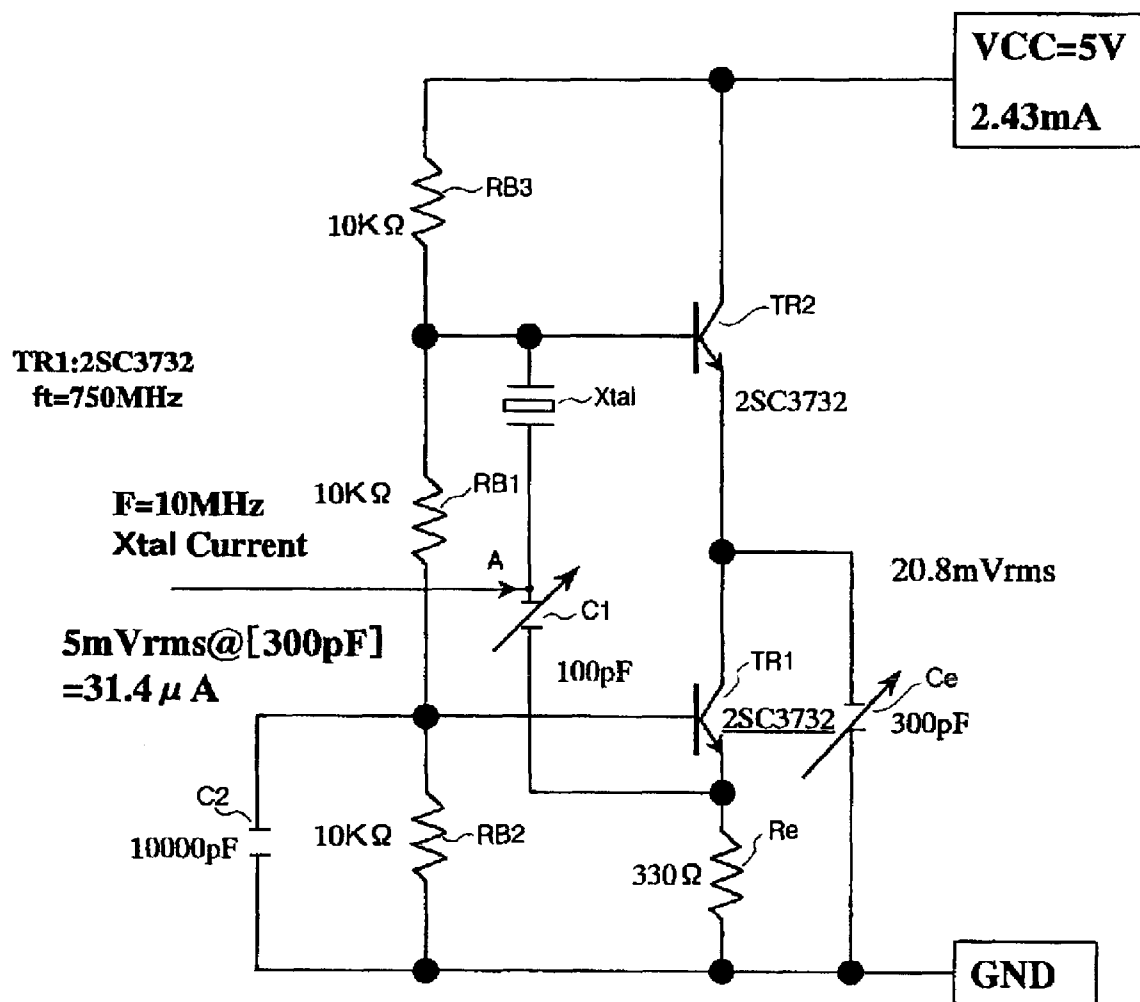 VCC=5V
2.43mA
RB3
10KΩ
TR2
TR1:2SC3732
ft=750MHz
Xtal
2SC3732
RB1
10KΩ
F=10MHz
Xtal Current
A
20.8mVrms
C1
5mVrms@[300pF]
=31.4μA
100pF
TR1
Ce
2SC3732
300pF
C2
10000pF
10KΩ
RB2
Re
330Ω
GND